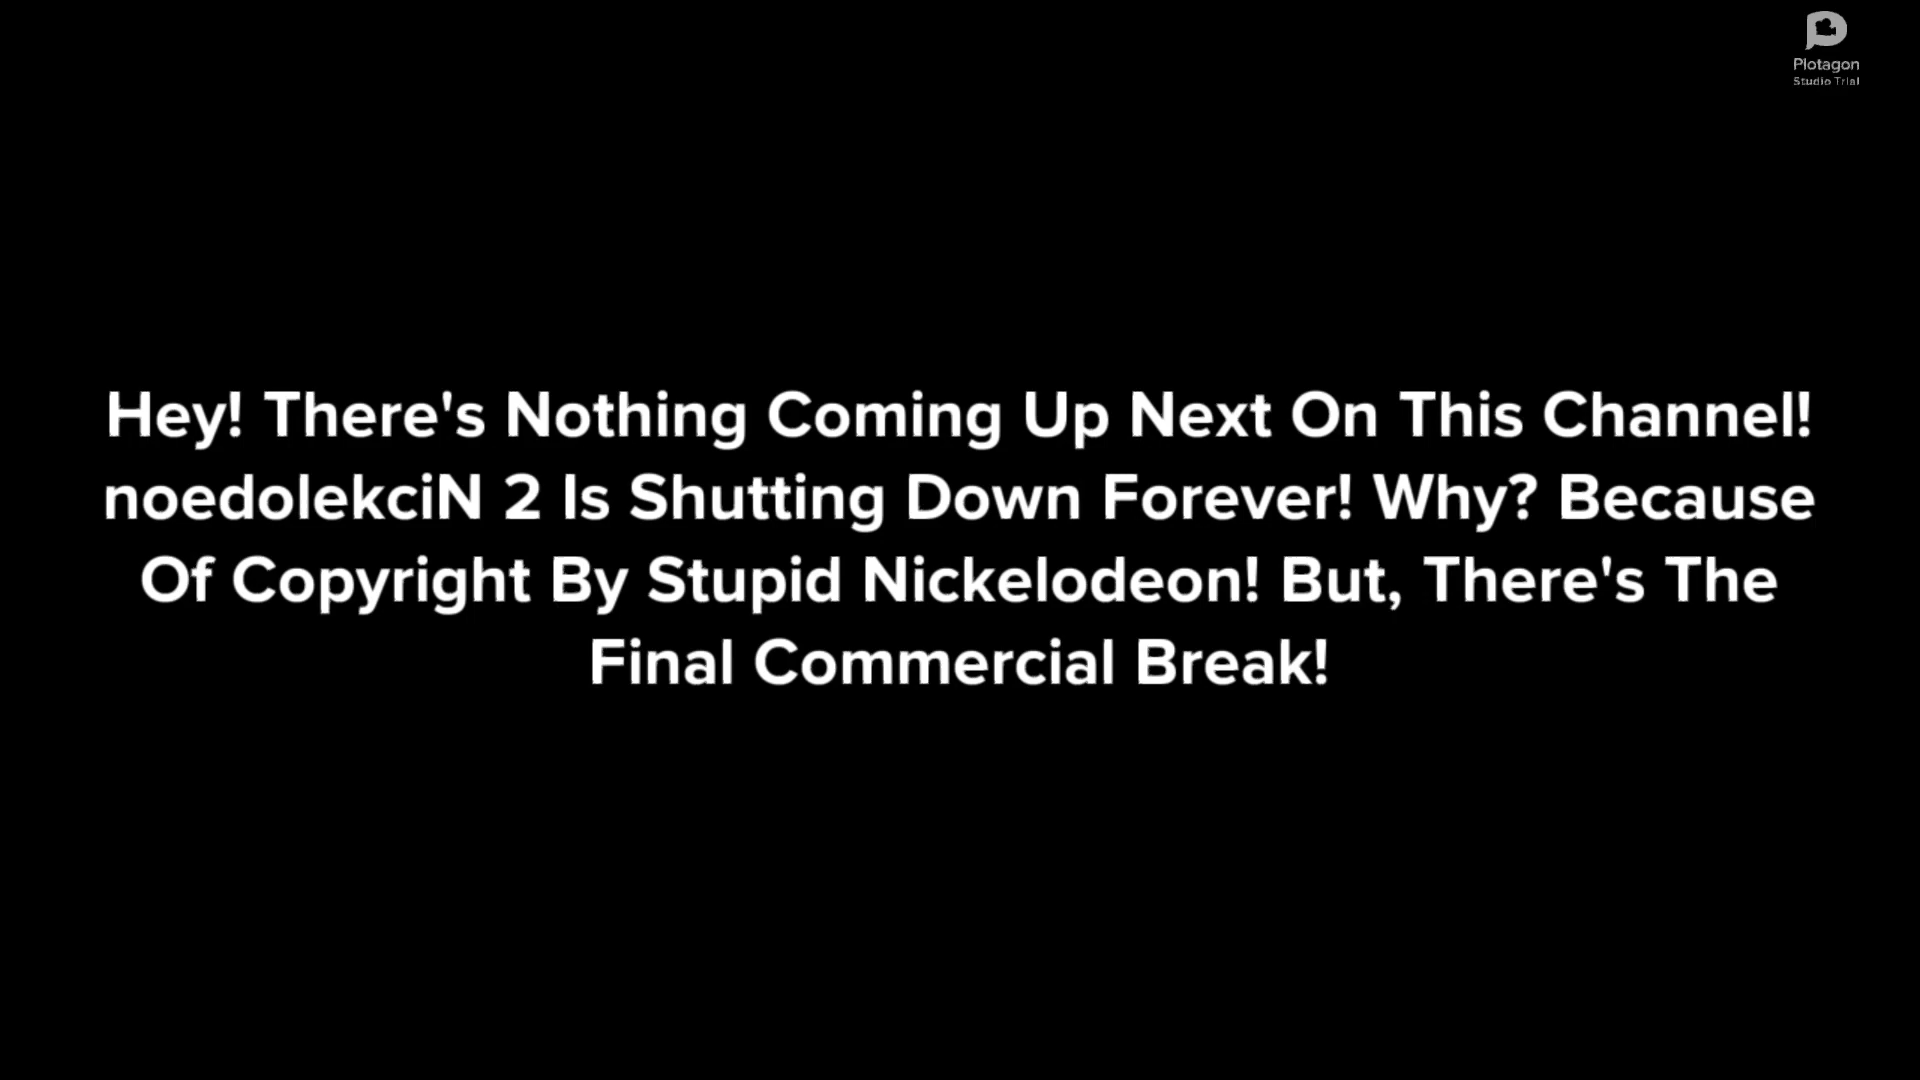 Plotagon
Studio Trial
Hey! There's Nothing Coming Up Next On This Channel!
noedolekciN 2 Is Shutting Down Forever! Why? Because
Of Copyright By Stupid Nickelodeon! But, There's The
Final Commercial Break!